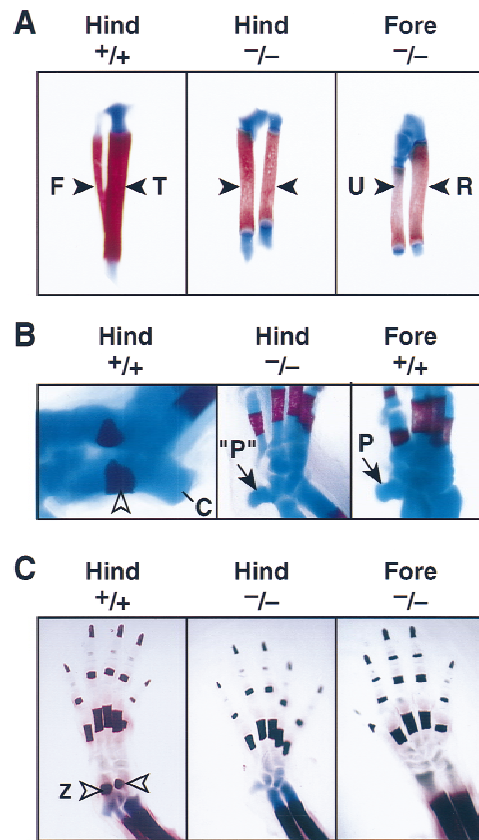 A
Hind Hind Fore
+/+ −/− −/−
F T U R
B
Hind Hind Fore
+/+ −/− +/+
"P" P
C
C
Hind Hind Fore
+/+ −/− −/−
Z